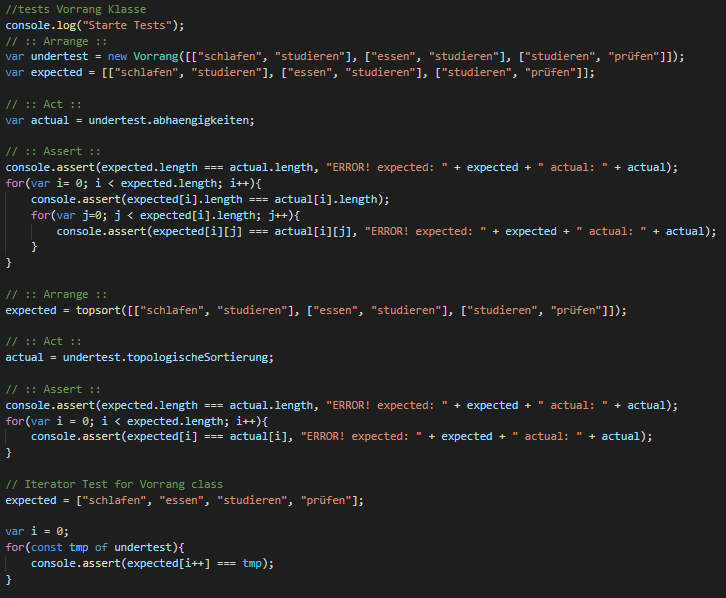 //tests Vorrang Klasse
console.log("Starte Tests");
// :: Arrange ::
var undertest = new Vorrang([["schlafen", "studieren"], ["essen", "studieren"], ["studieren", "prüfen"]]);
var expected = [["schlafen", "studieren"], ["essen", "studieren"], ["studieren", "prüfen"]];
// :: Act ::
var actual = undertest.abhaengigkeiten;
// :: Assert ::
console.assert(expected.length === actual.length, "ERROR! expected: " + expected + " actual: " + actual);
for(var i= 0; i < expected.length; i++){
    console.assert(expected[i].length === actual[i].length);
    for(var j=0; j < expected[i].length; j++){
        console.assert(expected[i][j] === actual[i][j], "ERROR! expected: " + expected + " actual: " + actual);
    }
}
// :: Arrange ::
expected = topsort([["schlafen", "studieren"], ["essen", "studieren"], ["studieren", "prüfen"]]);
// :: Act ::
actual = undertest.topologischeSortierung;
// :: Assert ::
console.assert(expected.length === actual.length, "ERROR! expected: " + expected + " actual: " + actual);
for(var i = 0; i < expected.length; i++){
    console.assert(expected[i] === actual[i], "ERROR! expected: " + expected + " actual: " + actual);
}
// Iterator Test for Vorrang class
expected = ["schlafen", "essen", "studieren", "prüfen"];
var i = 0;
for(const tmp of undertest){
    console.assert(expected[i++] === tmp);
}